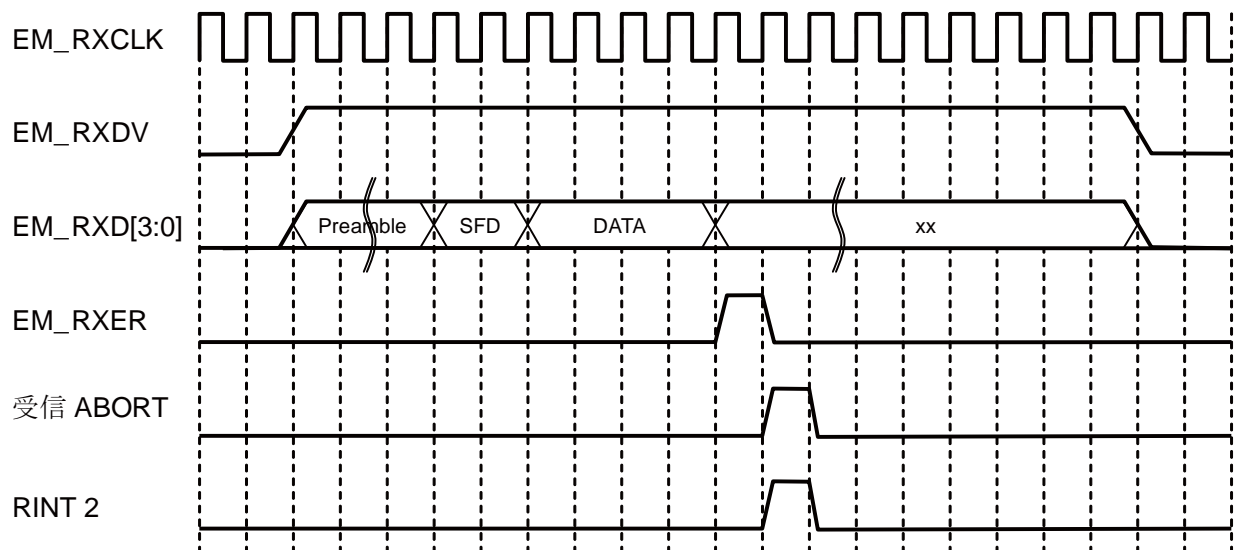 EM_RXCLK
EM_RXDV
EM_RXD[3:0]
Preamble
SFD
DATA
xx
EM_RXER
受信 ABORT
RINT 2